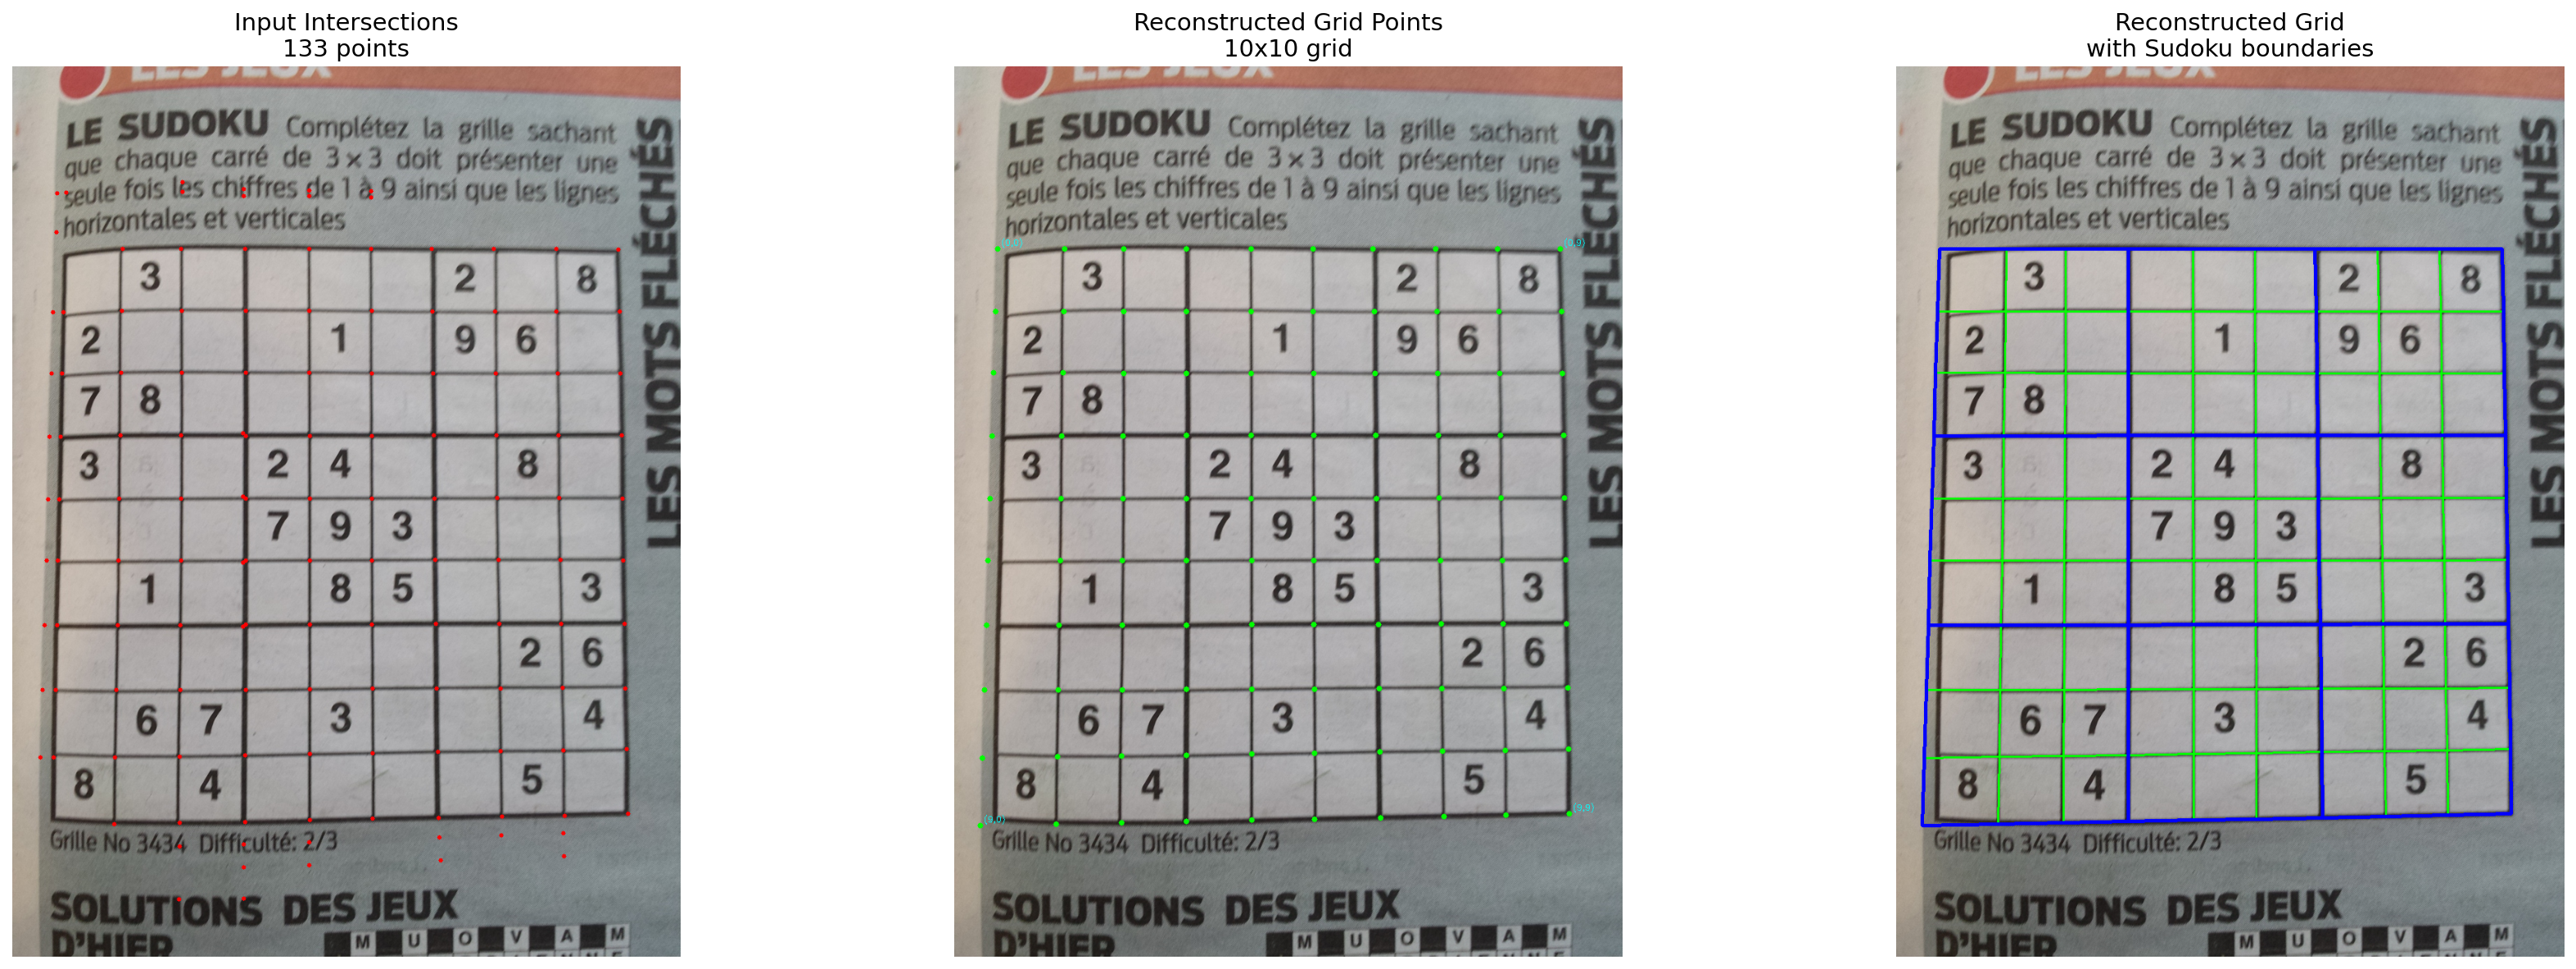 Input Intersections
133 points
LES JEUX
LE SUDOKU Complétez la grille sachant
que chaque carré de 3 x 3 doit présenter une
seule fois les chiffres de 1 à 9 ainsi que les lignes
horizontales et verticales
3 2 8
2 1 9 6
7 8
3 2 4 8
7 9 3
1 8 5 3
2 6
6 7 3 4
8 4 5
Grille No 3434 Difficulté: 2/3
SOLUTIONS DES JEUX
D'HIER
M U O V A M
LES MOTS FLÉCHÉS
Reconstructed Grid Points
10x10 grid
LES JEUX
LE SUDOKU Complétez la grille sachant
que chaque carré de 3 x 3 doit présenter une
seule fois les chiffres de 1 à 9 ainsi que les lignes
horizontales et verticales
3 2 8
2 1 9 6
7 8
3 2 4 8
7 9 3
1 8 5 3
2 6
6 7 3 4
8 4 5
Grille No 3434 Difficulté: 2/3
SOLUTIONS DES JEUX
D'HIER
M U O V A M
LES MOTS FLÉCHÉS
Reconstructed Grid
with Sudoku boundaries
LES JEUX
LE SUDOKU Complétez la grille sachant
que chaque carré de 3 x 3 doit présenter une
seule fois les chiffres de 1 à 9 ainsi que les lignes
horizontales et verticales
3 2 8
2 1 9 6
7 8
3 2 4 8
7 9 3
1 8 5 3
2 6
6 7 3 4
8 4 5
Grille No 3434 Difficulté: 2/3
SOLUTIONS DES JEUX
D'HIER
M U O V A M
LES MOTS FLÉCHÉS